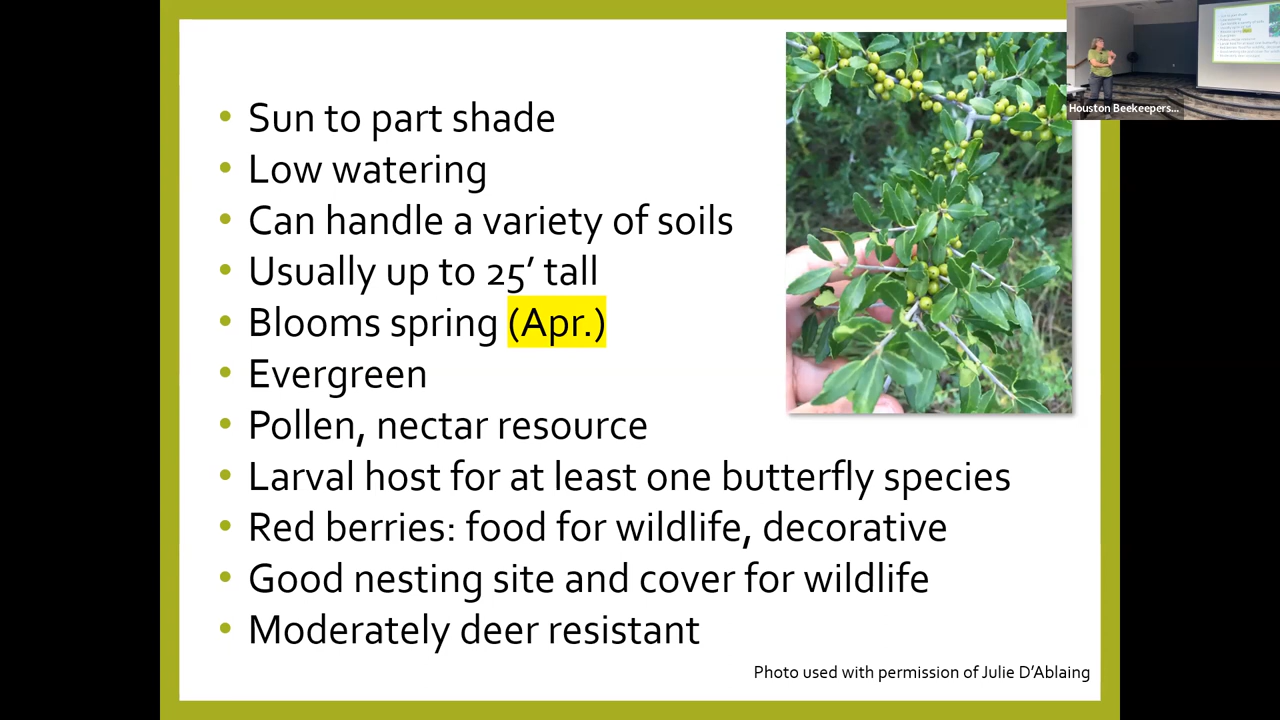 • Sun to part shade
• Low watering
• Can handle a variety of soils
• Usually up to 25’ tall
• Blooms spring (Apr.)
• Evergreen
• Pollen, nectar resource
• Larval host for at least one butterfly species
• Red berries: food for wildlife, decorative
• Good nesting site and cover for wildlife
• Moderately deer resistant
Photo used with permission of Julie D’Ablaing
Houston Beekeepers...